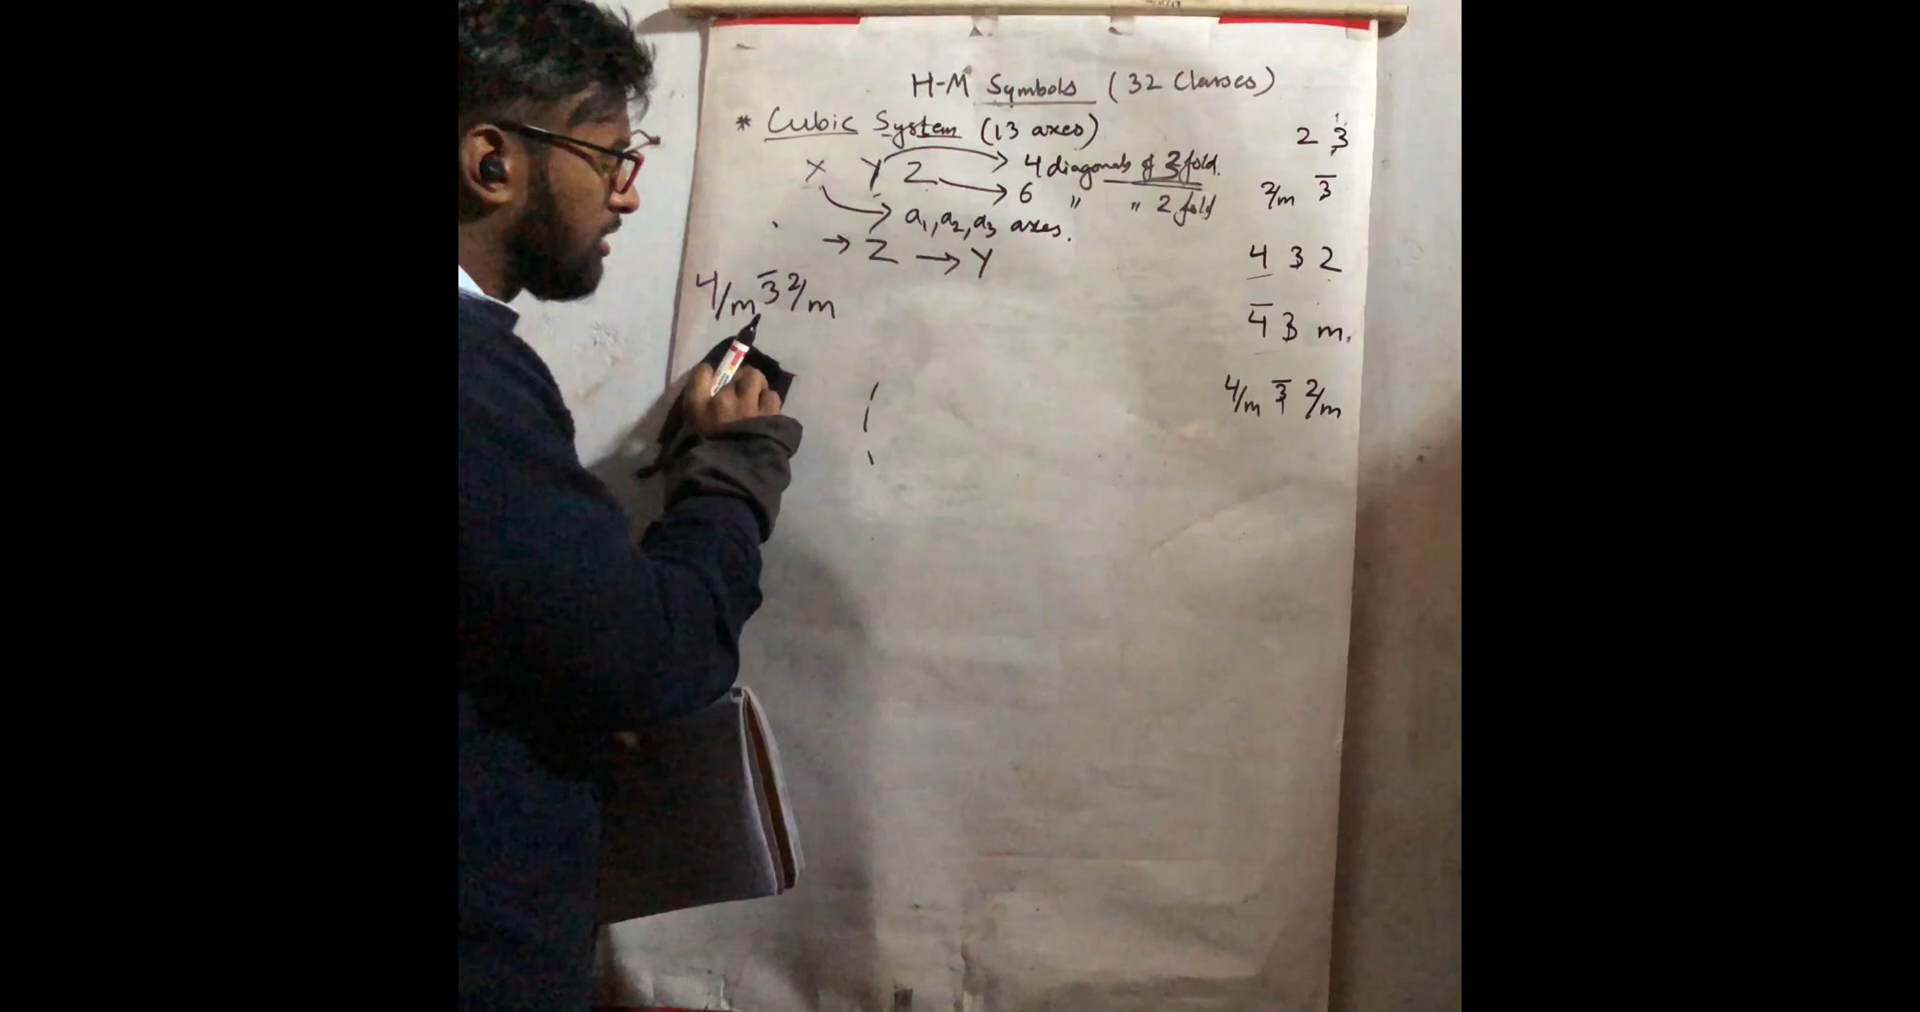 H-M Symbols (32 Classes)
* Cubic System (13 axes)
X Y Z → 4 diagonals of 3 fold.
→ 6 " " 2 fold
→ a₁, a₂, a₃ axes.
→ Z → Y
4/m 3̅ 2/m
2 3
2/m 3̅
4 3 2
4̅ 3 m.
4/m 3̅ 2/m